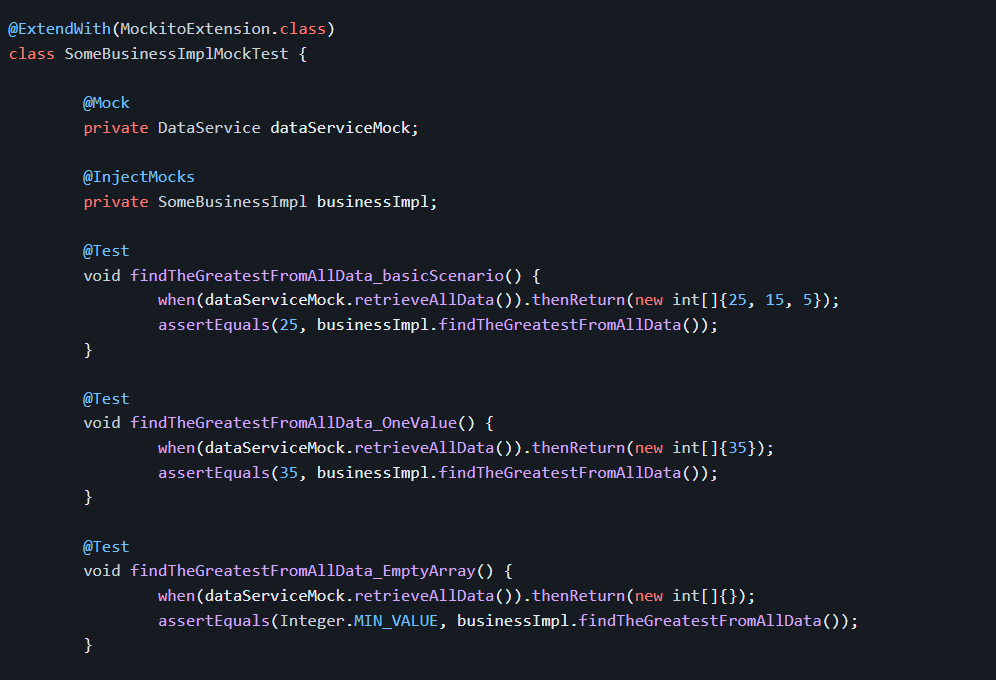 @ExtendWith(MockitoExtension.class)
class SomeBusinessImplMockTest {
@Mock
private DataService dataServiceMock;
@InjectMocks
private SomeBusinessImpl businessImpl;
@Test
void findTheGreatestFromAllData_basicScenario() {
when(dataServiceMock.retrieveAllData()).thenReturn(new int[]{25, 15, 5});
assertEquals(25, businessImpl.findTheGreatestFromAllData());
}
@Test
void findTheGreatestFromAllData_OneValue() {
when(dataServiceMock.retrieveAllData()).thenReturn(new int[]{35});
assertEquals(35, businessImpl.findTheGreatestFromAllData());
}
@Test
void findTheGreatestFromAllData_EmptyArray() {
when(dataServiceMock.retrieveAllData()).thenReturn(new int[]{});
assertEquals(Integer.MIN_VALUE, businessImpl.findTheGreatestFromAllData());
}